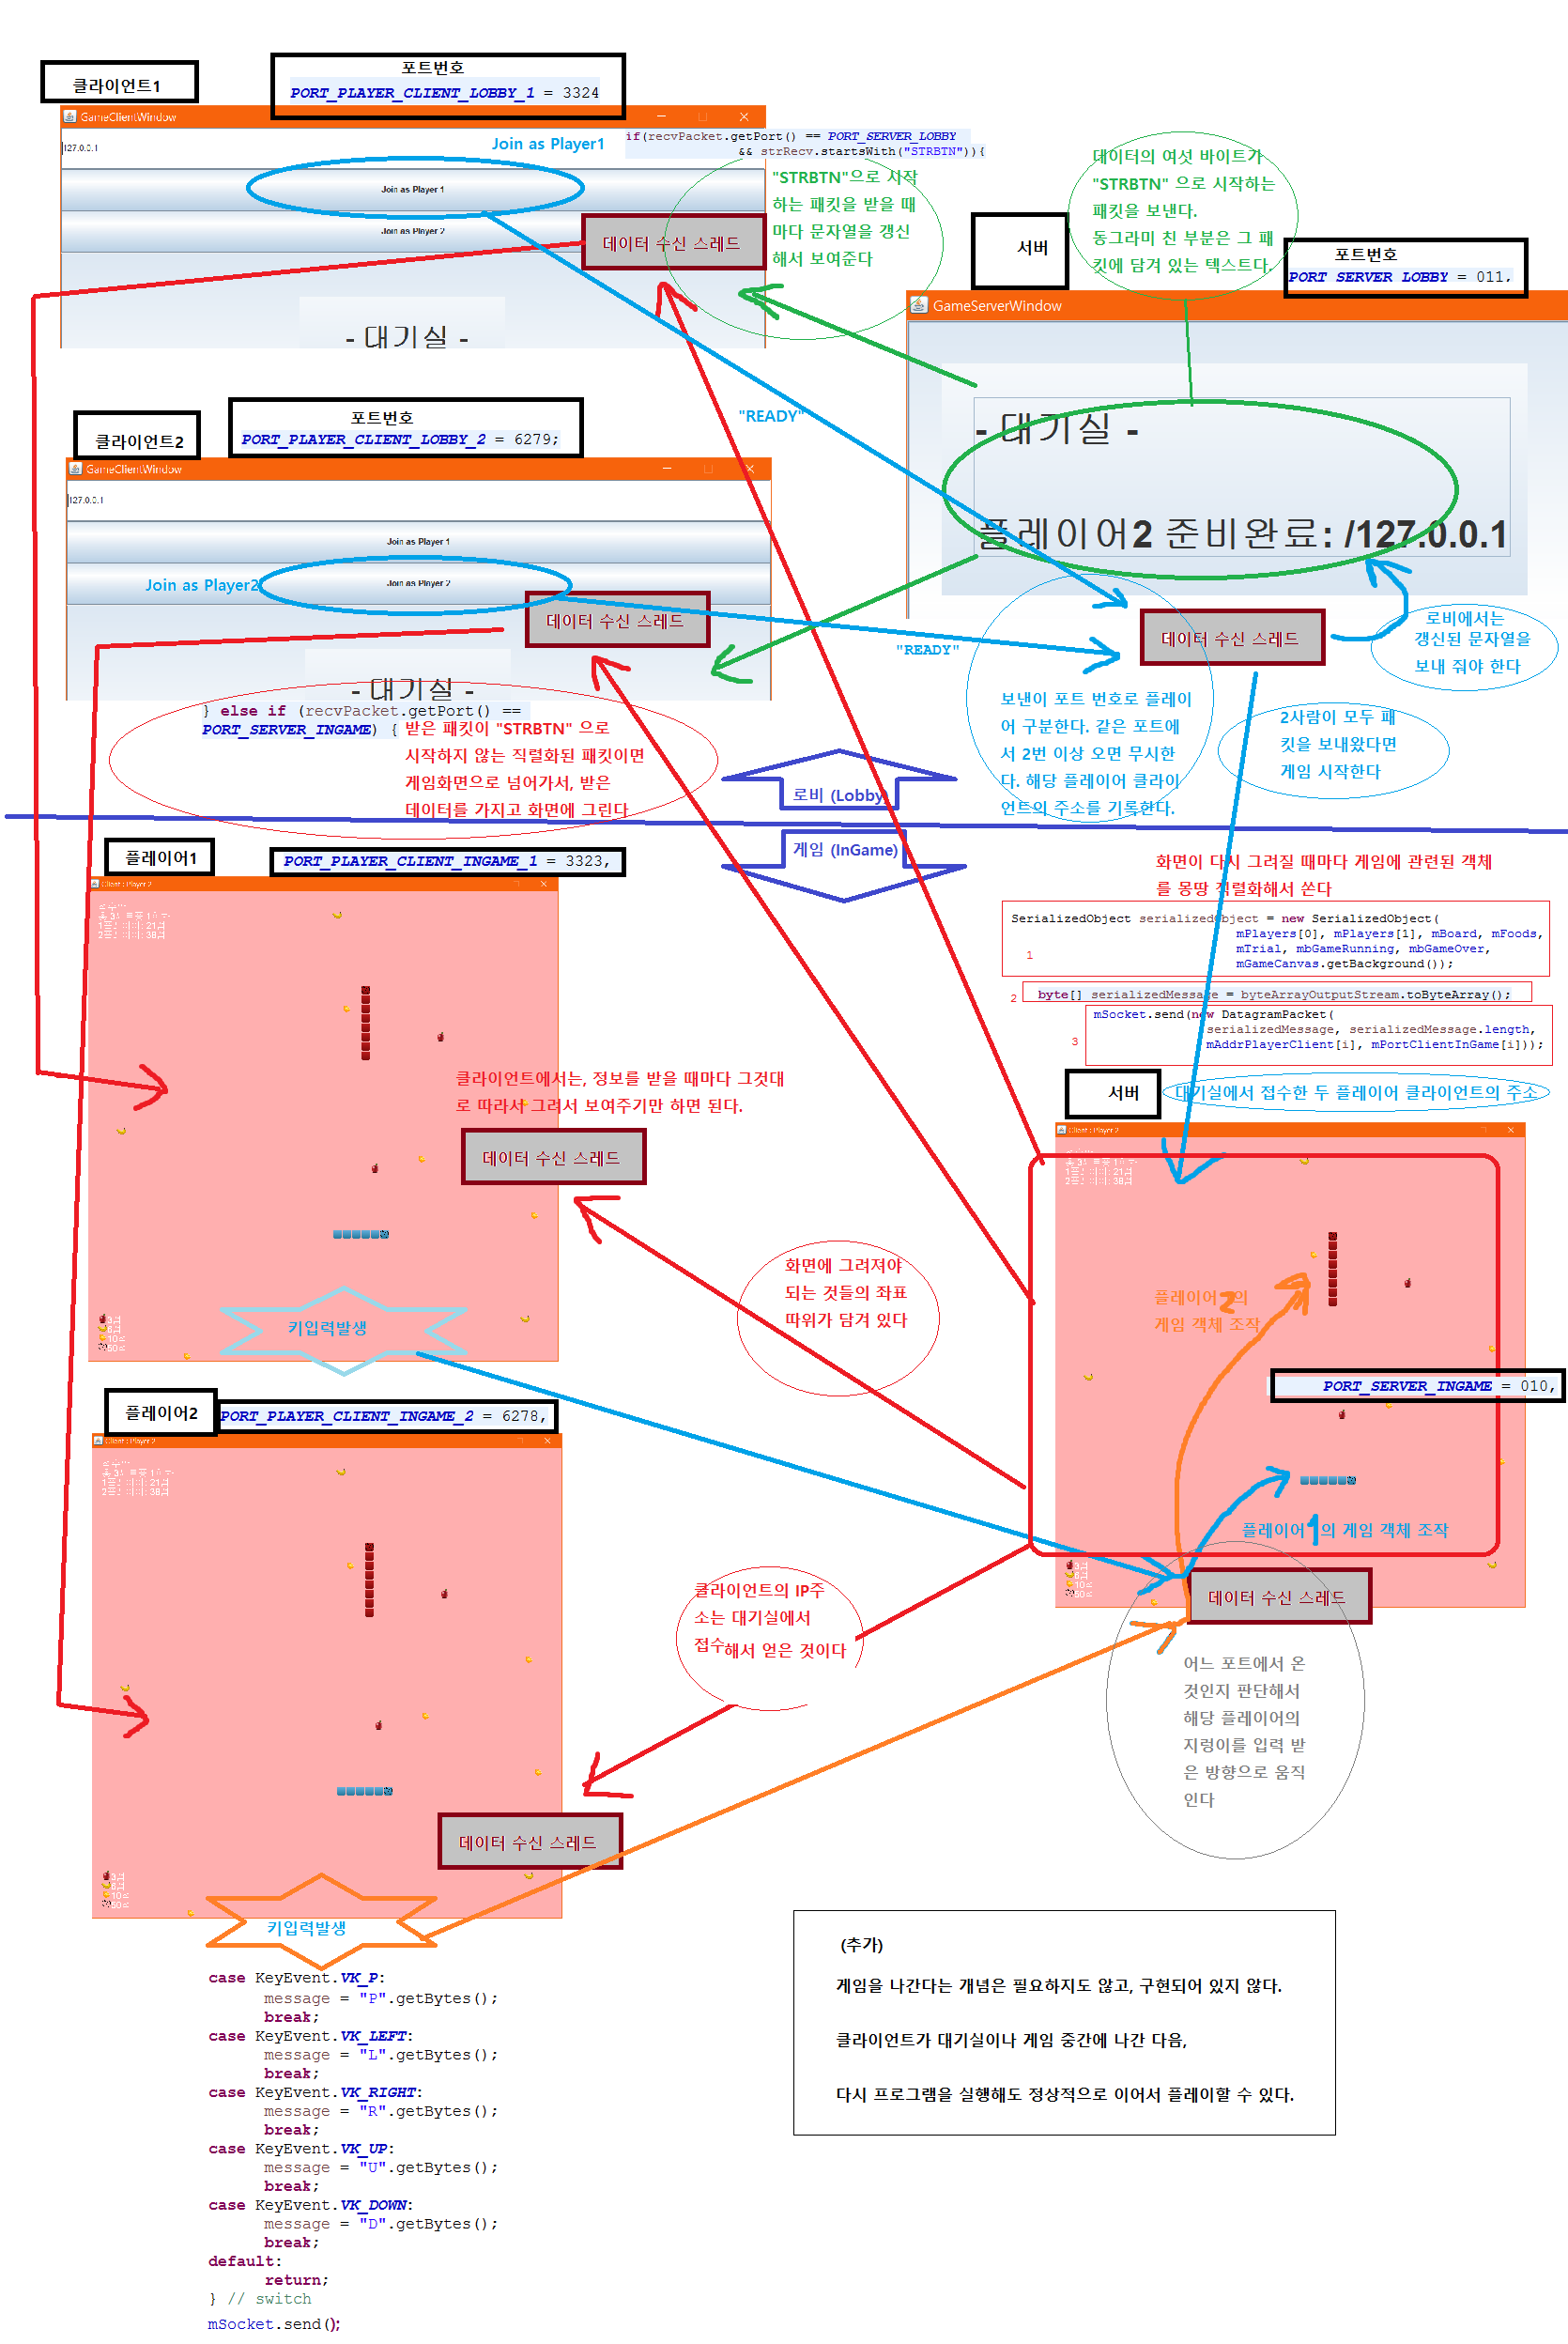 클라이언트1
포트번호
PORT_PLAYER_CLIENT_LOBBY_1 = 3324
GameClientWindow
127.0.0.1
Join as Player1
Join as Player 1
Join as Player 2
데이터 수신 스레드
- 대기실 -
if(recvPacket.getPort() == PORT_SERVER_LOBBY
&& strRecv.startsWith("STRBTN")){
"STRBTN"으로 시작
하는 패킷을 받을 때
마다 문자열을 갱신
해서 보여준다
데이터의 여섯 바이트가
"STRBTN" 으로 시작하는
패킷을 보낸다.
동그라미 친 부분은 그 패
킷에 담겨 있는 텍스트다.
서버
포트번호
PORT_SERVER_LOBBY = 011,
GameServerWindow
- 대기실 -
플레이어2 준비완료: /127.0.0.1
데이터 수신 스레드
로비에서는
갱신된 문자열을
보내 줘야 한다
"READY"
"READY"
클라이언트2
포트번호
PORT_PLAYER_CLIENT_LOBBY_2 = 6279;
GameClientWindow
127.0.0.1
Join as Player 1
Join as Player2
Join as Player 2
데이터 수신 스레드
- 대기실 -
} else if (recvPacket.getPort() ==
PORT_SERVER_INGAME) {
받은 패킷이 "STRBTN" 으로
시작하지 않는 직렬화된 패킷이면
게임화면으로 넘어가서, 받은
데이터를 가지고 화면에 그린다
보낸이 포트 번호로 플레이
어 구분한다. 같은 포트에
서 2번 이상 오면 무시한
다. 해당 플레이어 클라이
언트의 주소를 기록한다.
2사람이 모두 패
킷을 보내왔다면
게임 시작한다
로비 (Lobby)
게임 (InGame)
플레이어1
PORT_PLAYER_CLIENT_INGAME_1 = 3323,
Client : Player 2
클라이언트에서는, 정보를 받을 때마다 그것대
로 따라서 그려서 보여주기만 하면 된다.
데이터 수신 스레드
키입력발생
화면이 다시 그려질 때마다 게임에 관련된 객체
를 몽땅 직렬화해서 쏜다
SerializedObject serializedObject = new SerializedObject(
mPlayers[0], mPlayers[1], mBoard, mFoods,
mTrial, mbGameRunning, mbGameOver,
mGameCanvas.getBackground());
1
2
byte[] serializedMessage = byteArrayOutputStream.toByteArray();
mSocket.send(new DatagramPacket(
serializedMessage, serializedMessage.length,
mAddrPlayerClient[i], mPortClientInGame[i]));
3
서버
대기실에서 접수한 두 플레이어 클라이언트의 주소
Client : Player 2
화면에 그려져야
되는 것들의 좌표
따위가 담겨 있다
플레이어2의
게임 객체 조작
PORT_SERVER_INGAME = 010,
플레이어1의 게임 객체 조작
데이터 수신 스레드
어느 포트에서 온
것인지 판단해서
해당 플레이어의
지렁이를 입력 받
은 방향으로 움직
인다
플레이어2
PORT_PLAYER_CLIENT_INGAME_2 = 6278,
Client : Player 2
클라이언트의 IP주
소는 대기실에서
접수해서 얻은 것이다
데이터 수신 스레드
키입력발생
case KeyEvent.VK_P:
message = "P".getBytes();
break;
case KeyEvent.VK_LEFT:
message = "L".getBytes();
break;
case KeyEvent.VK_RIGHT:
message = "R".getBytes();
break;
case KeyEvent.VK_UP:
message = "U".getBytes();
break;
case KeyEvent.VK_DOWN:
message = "D".getBytes();
break;
default:
return;
} // switch
mSocket.send();
(추가)
게임을 나간다는 개념은 필요하지도 않고, 구현되어 있지 않다.
클라이언트가 대기실이나 게임 중간에 나간 다음,
다시 프로그램을 실행해도 정상적으로 이어서 플레이할 수 있다.